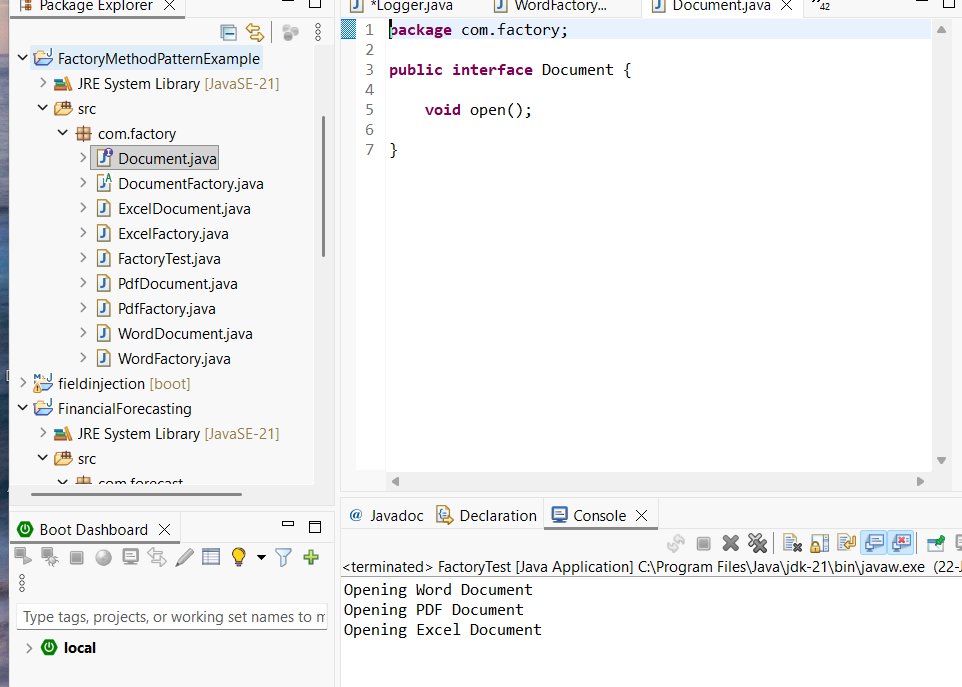 Package Explorer
FactoryMethodPatternExample
JRE System Library [JavaSE-21]
src
com.factory
Document.java
DocumentFactory.java
ExcelDocument.java
ExcelFactory.java
FactoryTest.java
PdfDocument.java
PdfFactory.java
WordDocument.java
WordFactory.java
fieldinjection [boot]
FinancialForecasting
JRE System Library [JavaSE-21]
src
com.forecast
*Logger.java
WordFactory...
Document.java
42
1 package com.factory;
2
3 public interface Document {
4
5 void open();
6
7 }
Boot Dashboard
Type tags, projects, or working set names to m
local
@ Javadoc
Declaration
Console
<terminated> FactoryTest [Java Application] C:\Program Files\Java\jdk-21\bin\javaw.exe (22-J
Opening Word Document
Opening PDF Document
Opening Excel Document